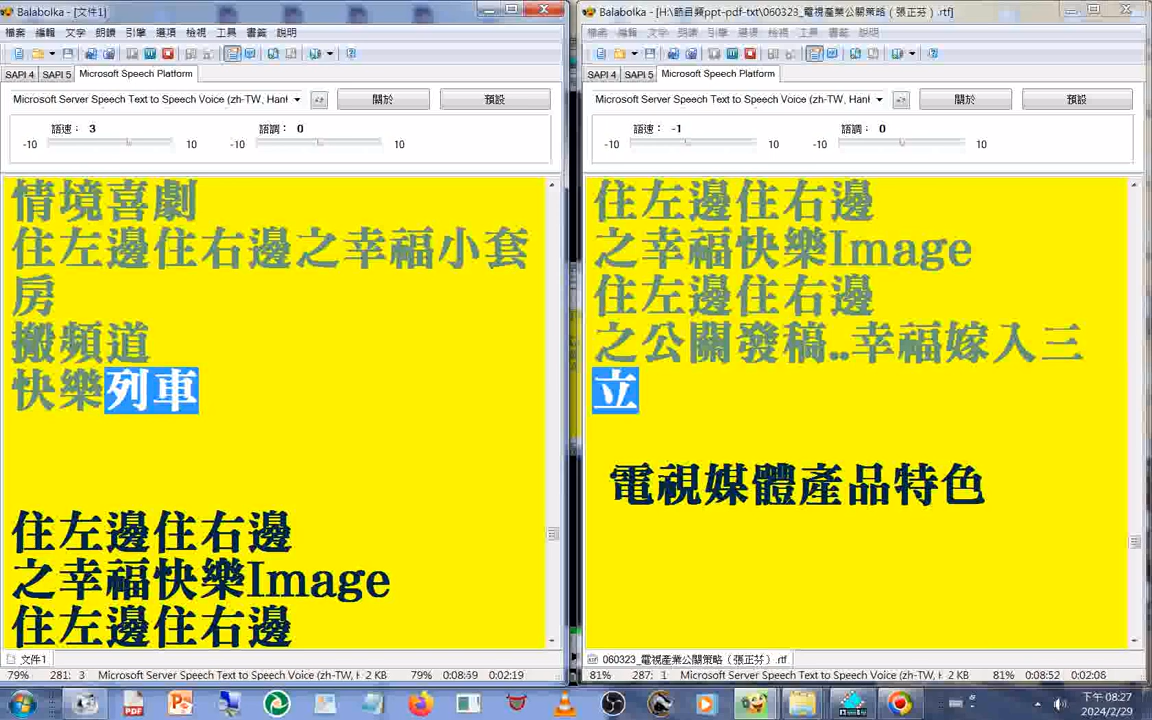 Balabolka - [文件1]
檔案 編輯 文字 朗讀 引擎 選項 檢視 工具 書籤 說明
SAPI 4 SAPI 5 Microsoft Speech Platform
Microsoft Server Speech Text to Speech Voice (zh-TW, Hanl
關於
預設
語速： 3
語調： 0
-10 10 -10 10
情境喜劇
住左邊住右邊之幸福小套
房
搬頻道
快樂列車
住左邊住右邊
之幸福快樂Image
住左邊住右邊
文件1
79% 281: 3 Microsoft Server Speech Text to Speech Voice (zh-TW, H 2 KB 79% 0:08:59 0:02:19
Balabolka - [H:\節目類ppt-pdf-txt\060323_電視產業公關策略（張正芬）.rtf]
檔案 編輯 文字 朗讀 引擎 選項 檢視 工具 書籤 說明
SAPI 4 SAPI 5 Microsoft Speech Platform
Microsoft Server Speech Text to Speech Voice (zh-TW, Hanl
關於
預設
語速： -1
語調： 0
-10 10 -10 10
住左邊住右邊
之幸福快樂Image
住左邊住右邊
之公關發稿..幸福嫁入三
立
電視媒體產品特色
060323_電視產業公關策略（張正芬）.rtf
81% 287: 1 Microsoft Server Speech Text to Speech Voice (zh-TW, H 2 KB 81% 0:08:52 0:02:08
PDF
下午 08:27
2024/2/29